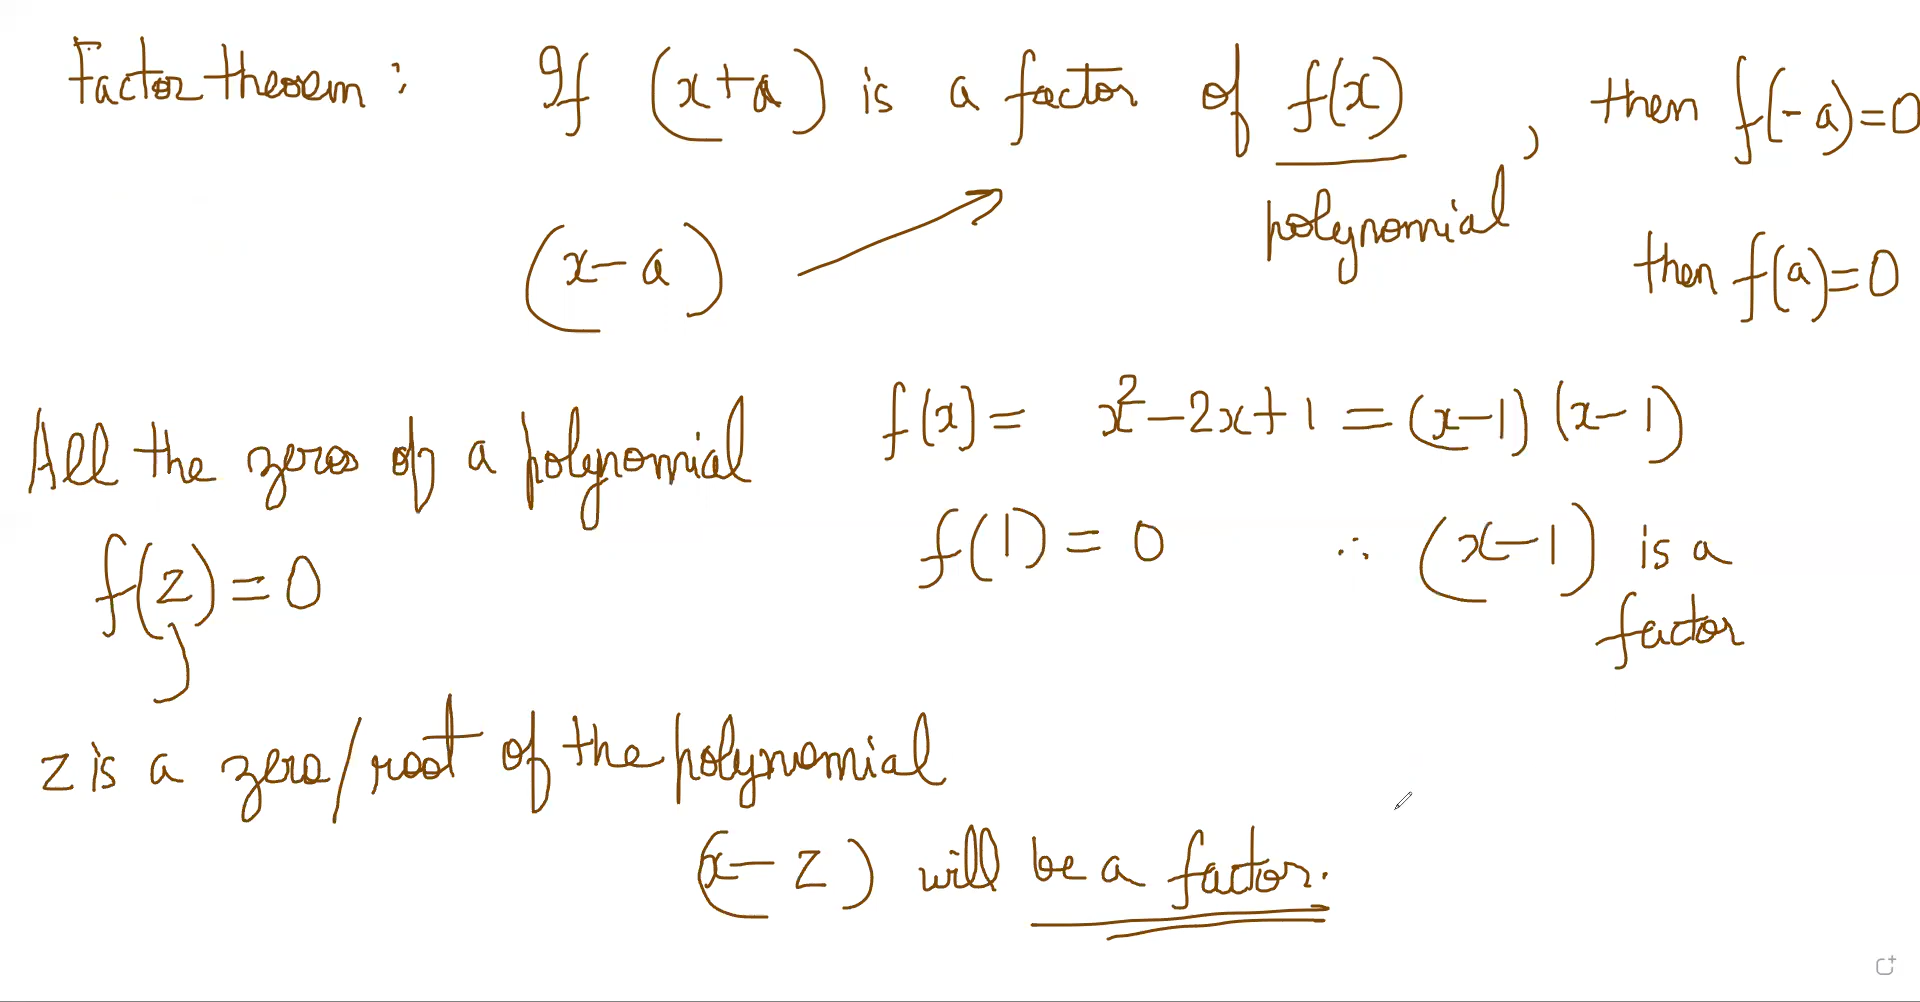 Factor theorem : If (x+a) is a factor of f(x), then f(-a)=0
polynomial
(x-a) then f(a)=0
All the zeros of a polynomial
f(z)=0
z is a zero/root of the polynomial
(x-z) will be a factor.
f(x) = x²-2x+1 = (x-1) (x-1)
f(1) = 0 ∴ (x-1) is a
factor